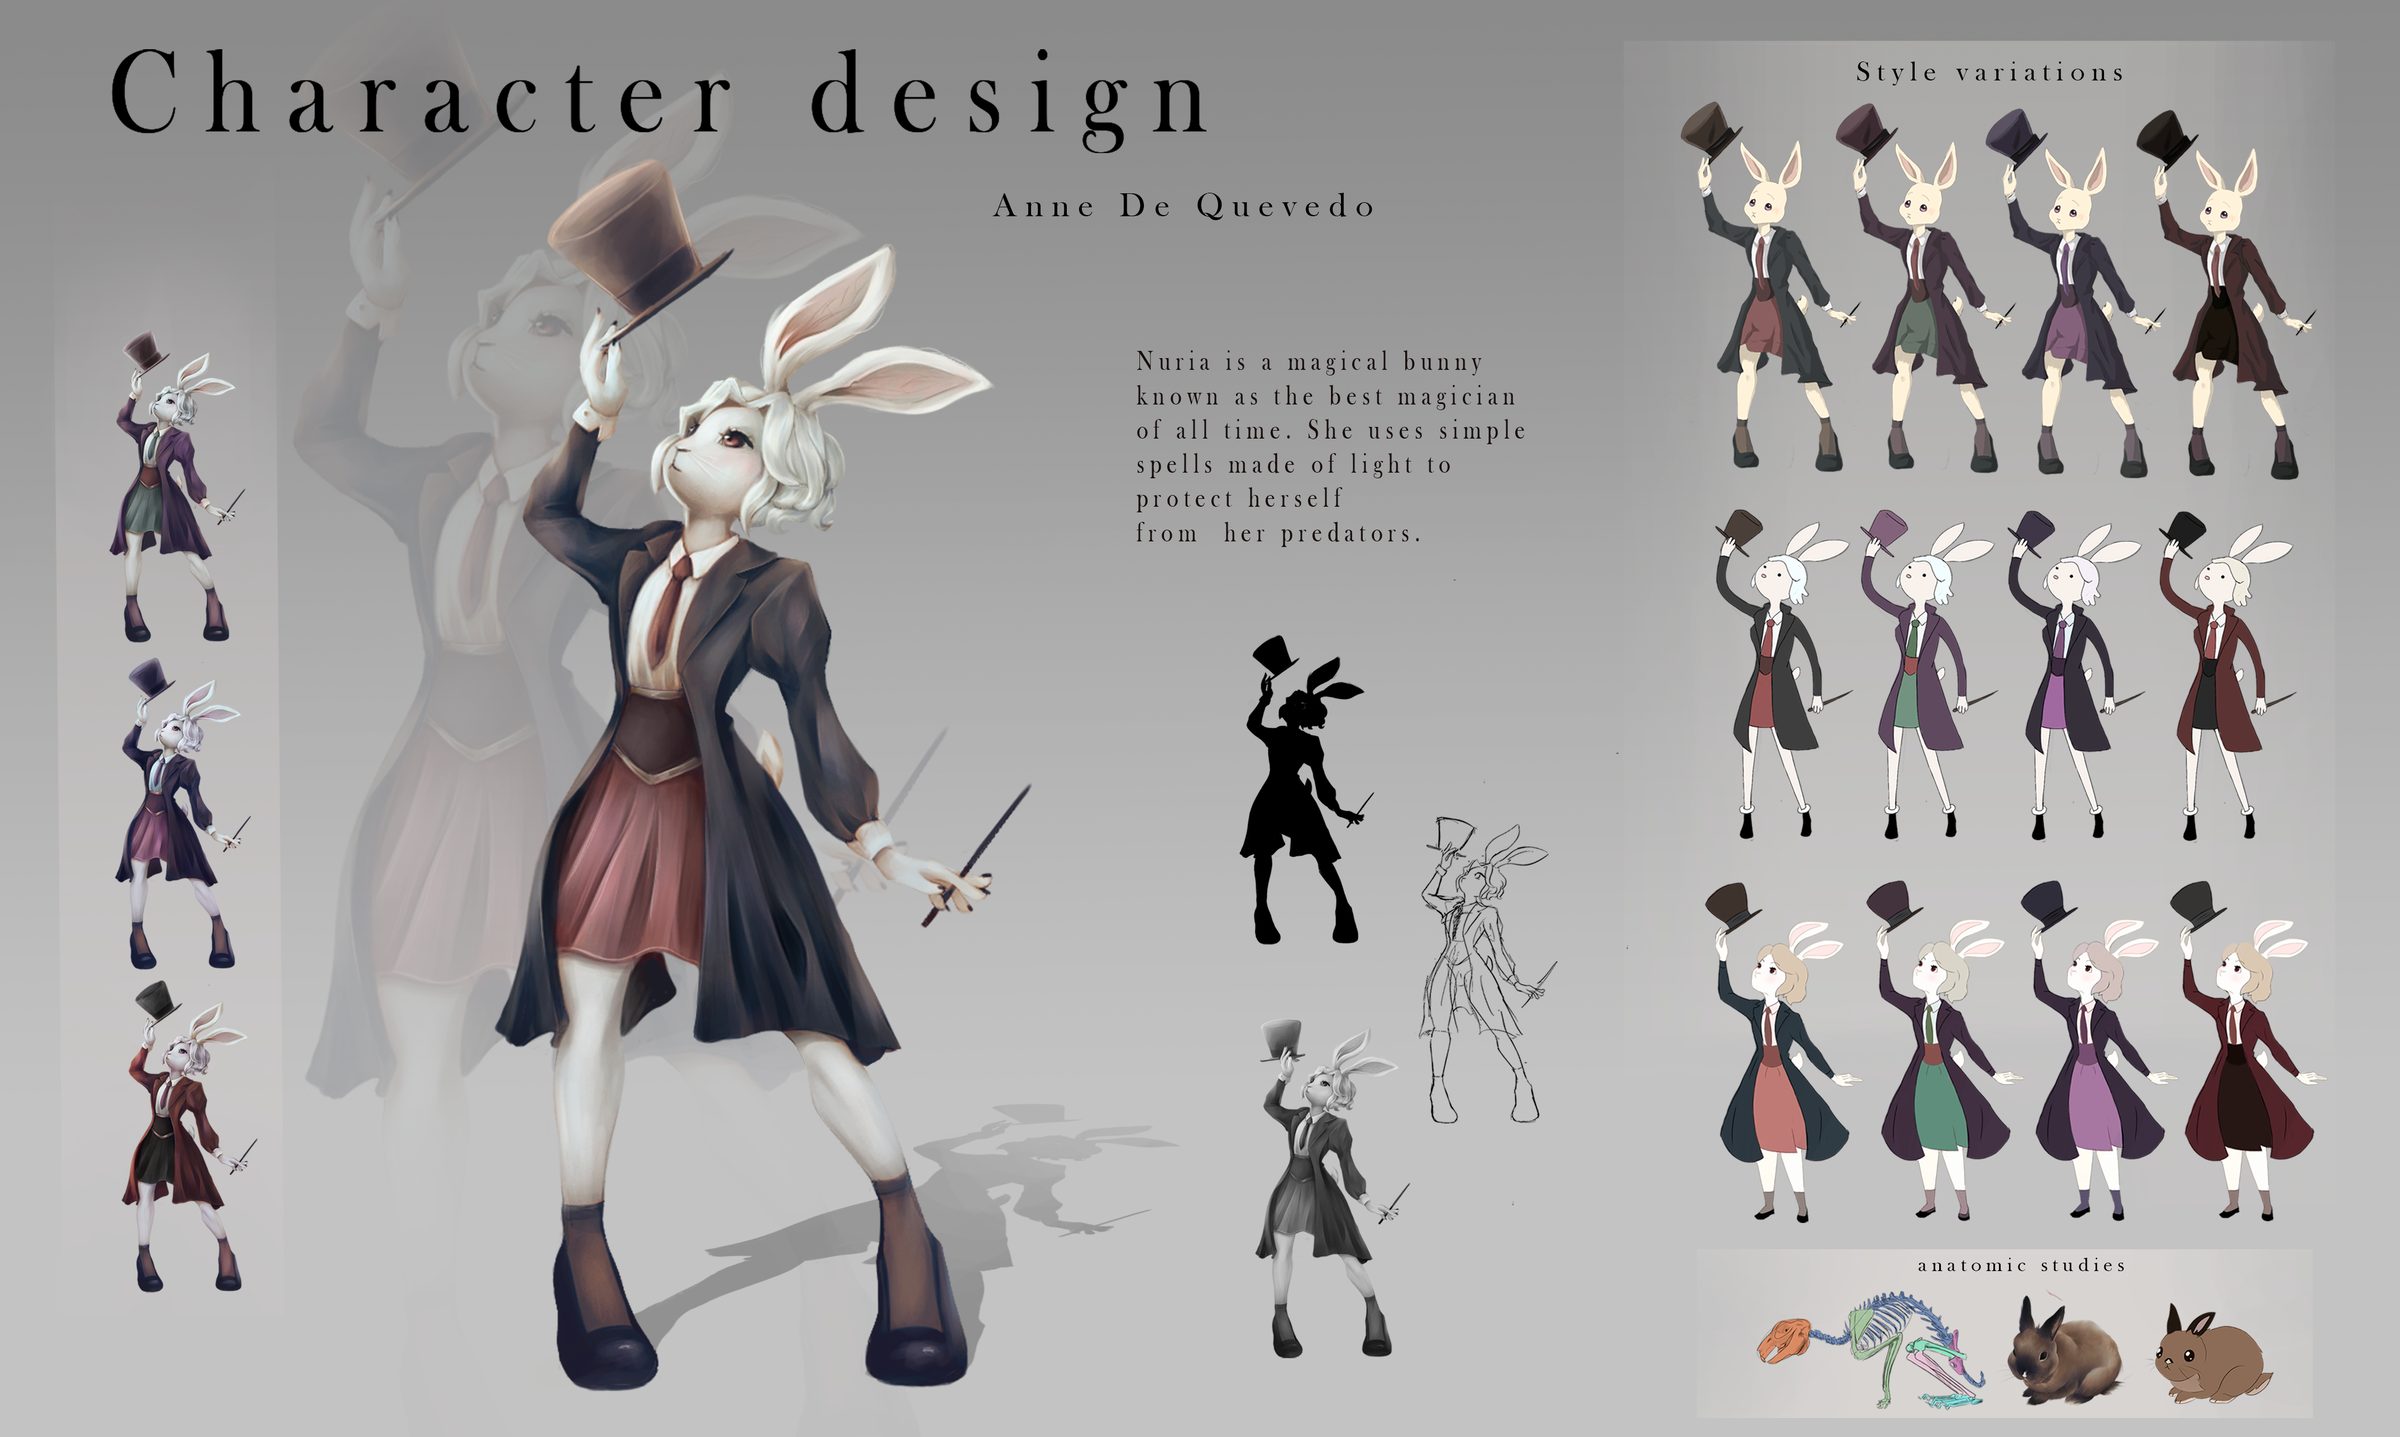 Character design
Anne De Quevedo
Nuria is a magical bunny
known as the best magician
of all time. She uses simple
spells made of light to
protect herself
from her predators.
Style variations
anatomic studies